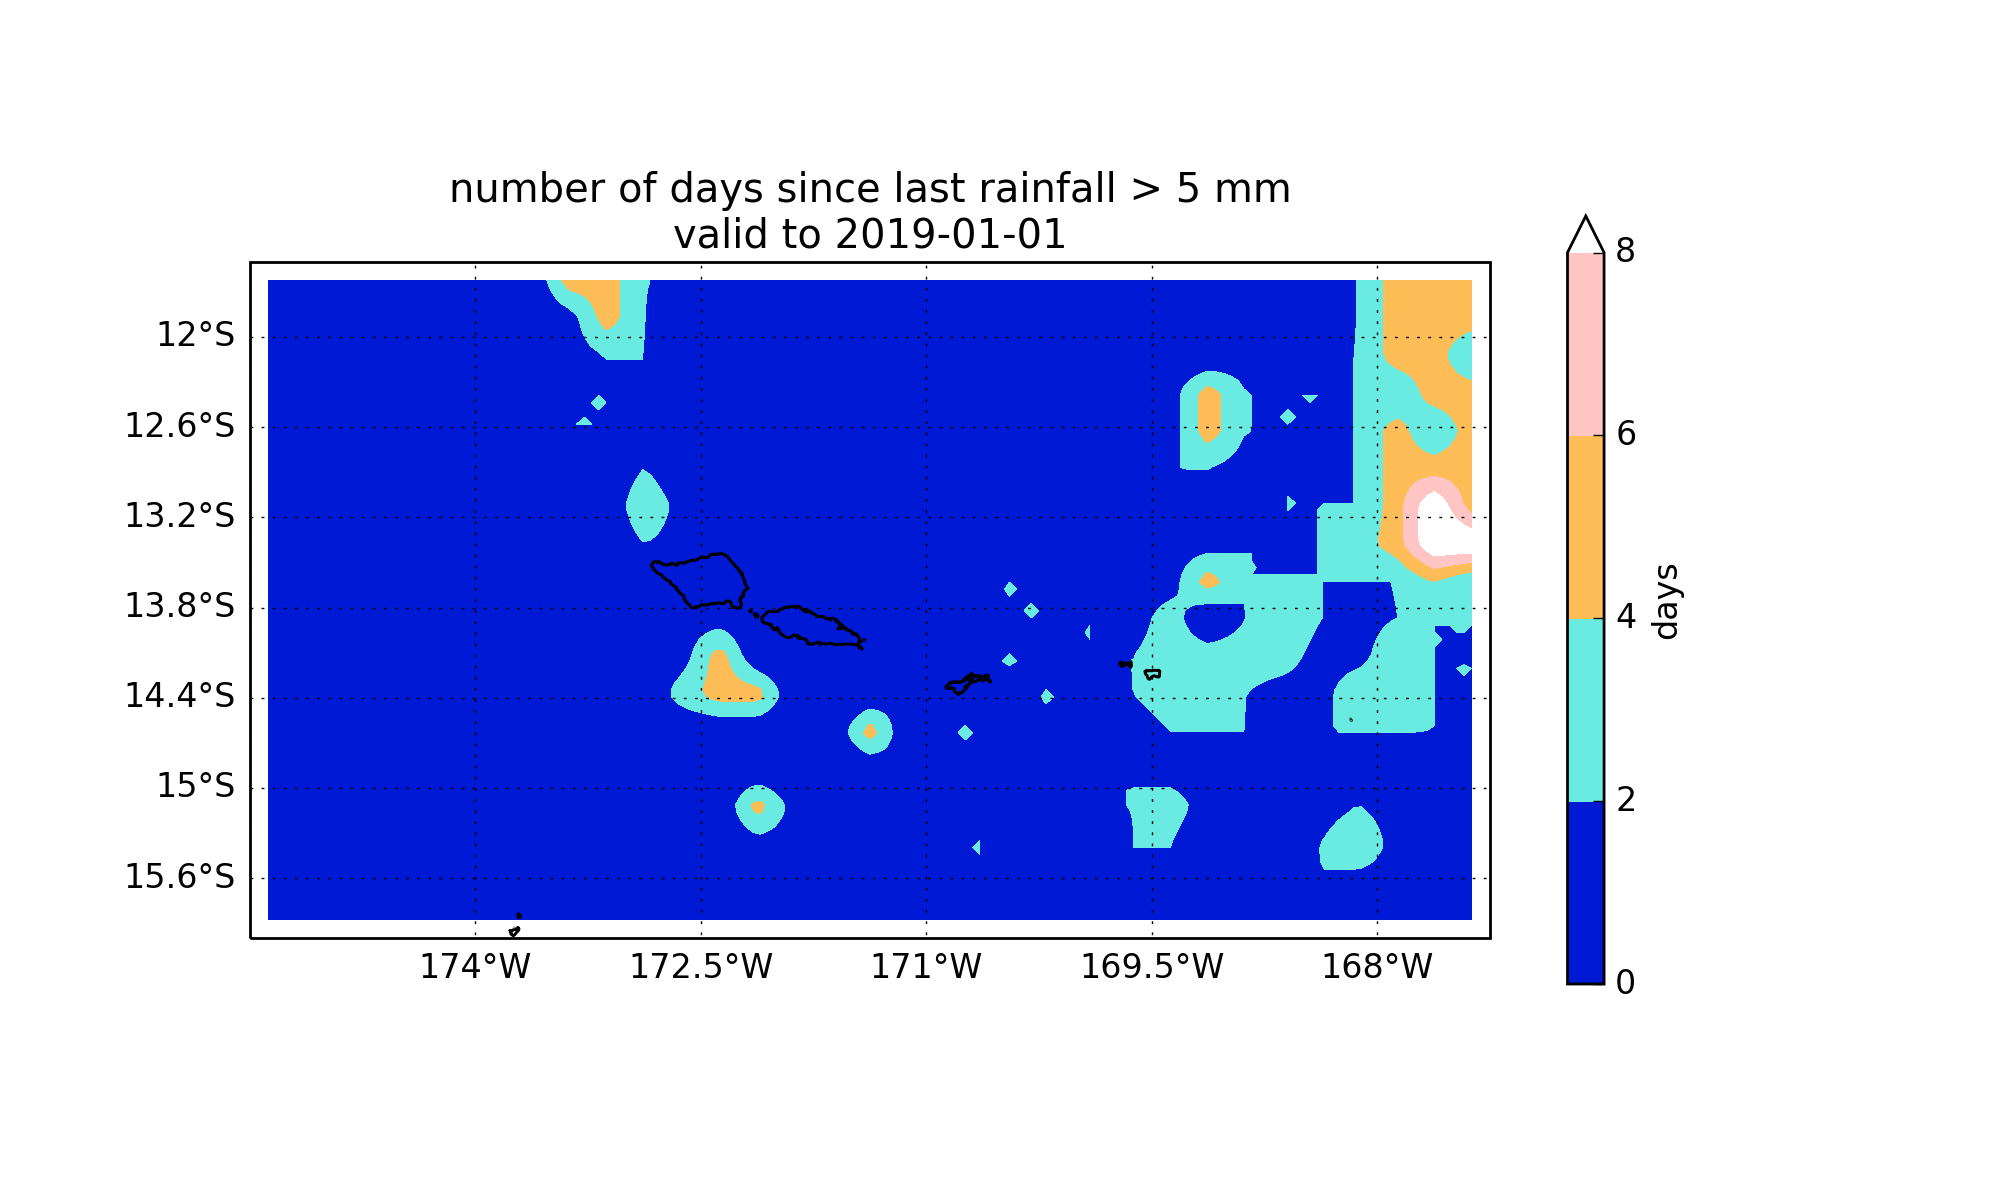 number of days since last rainfall > 5 mm
valid to 2019-01-01
12°S
12.6°S
13.2°S
13.8°S
14.4°S
15°S
15.6°S
174°W
172.5°W
171°W
169.5°W
168°W
8
6
4
2
0
days